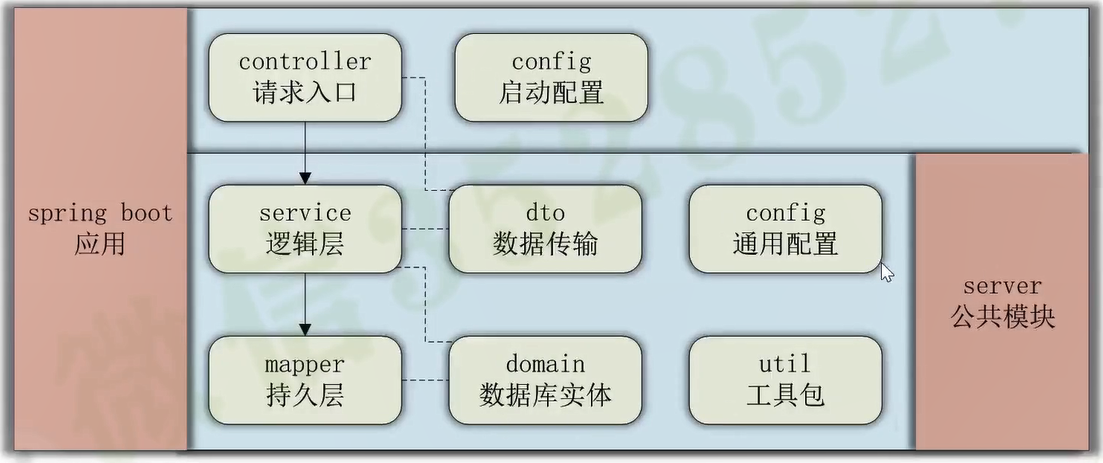 controller
请求入口
config
启动配置
spring boot
应用
service
逻辑层
dto
数据传输
config
通用配置
server
公共模块
mapper
持久层
domain
数据库实体
util
工具包